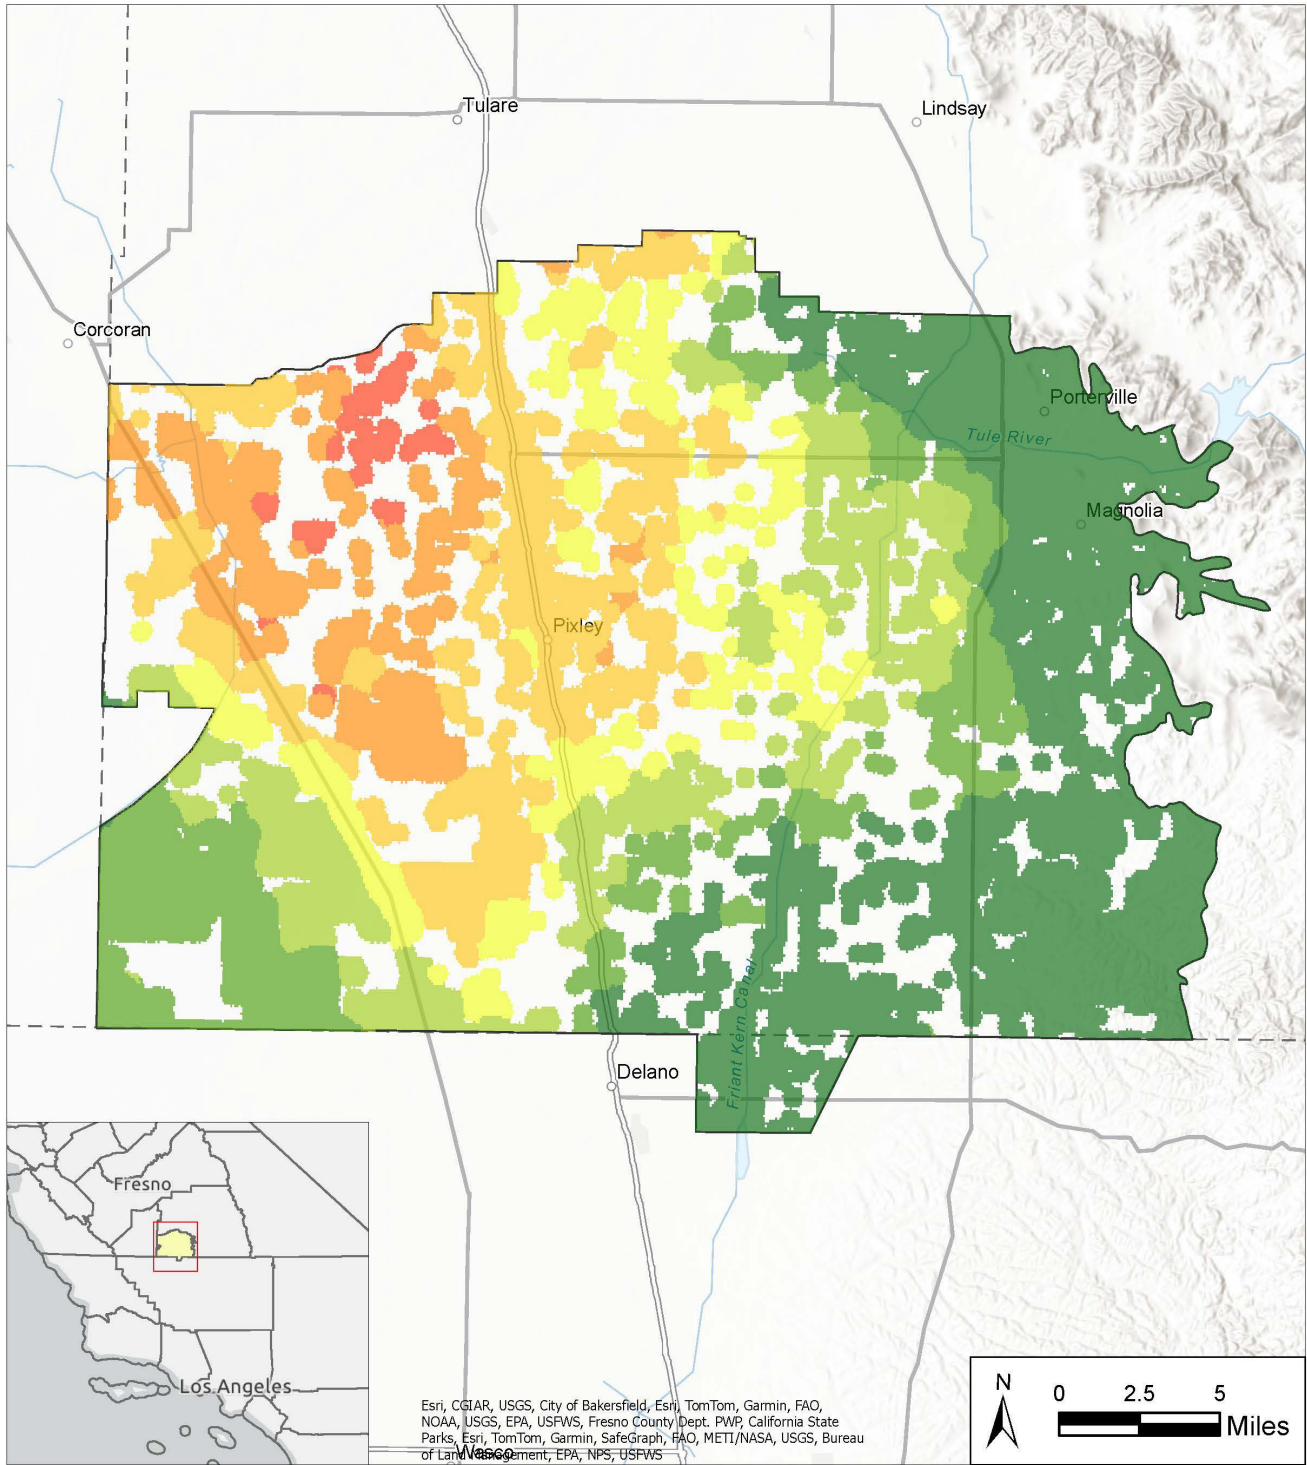 Tulare
Lindsay
Corcoran
Porterville
Tule River
Magnolia
Pixley
Friant Kern Canal
Delano
Fresno
Los Angeles
N
0 2.5 5
Miles
Esri, CGIAR, USGS, City of Bakersfield, Esri, TomTom, Garmin, FAO,
NOAA, USGS, EPA, USFWS, Fresno County Dept. PWP, California State
Parks, Esri, TomTom, Garmin, SafeGraph, FAO, METI/NASA, USGS, Bureau
of Land Management, EPA, NPS, USFWS
Wasco